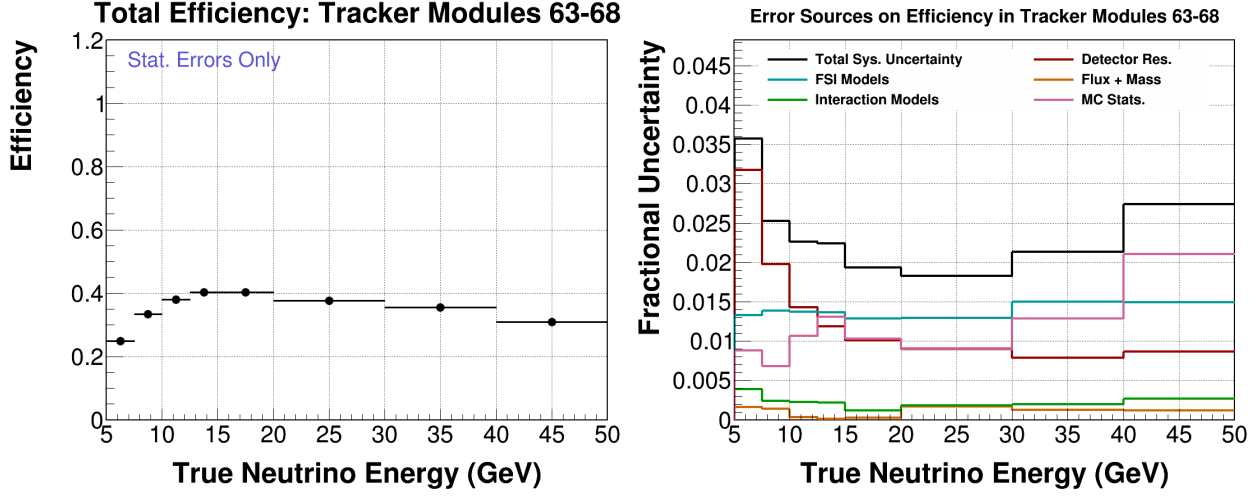 Total Efficiency: Tracker Modules 63-68
Efficiency
Stat. Errors Only
1.2
1
0.8
0.6
0.4
0.2
0
5 10 15 20 25 30 35 40 45 50
True Neutrino Energy (GeV)
Error Sources on Efficiency in Tracker Modules 63-68
Fractional Uncertainty
Total Sys. Uncertainty
FSI Models
Interaction Models
Detector Res.
Flux + Mass
MC Stats.
0.045
0.04
0.035
0.03
0.025
0.02
0.015
0.01
0.005
0
5 10 15 20 25 30 35 40 45 50
True Neutrino Energy (GeV)